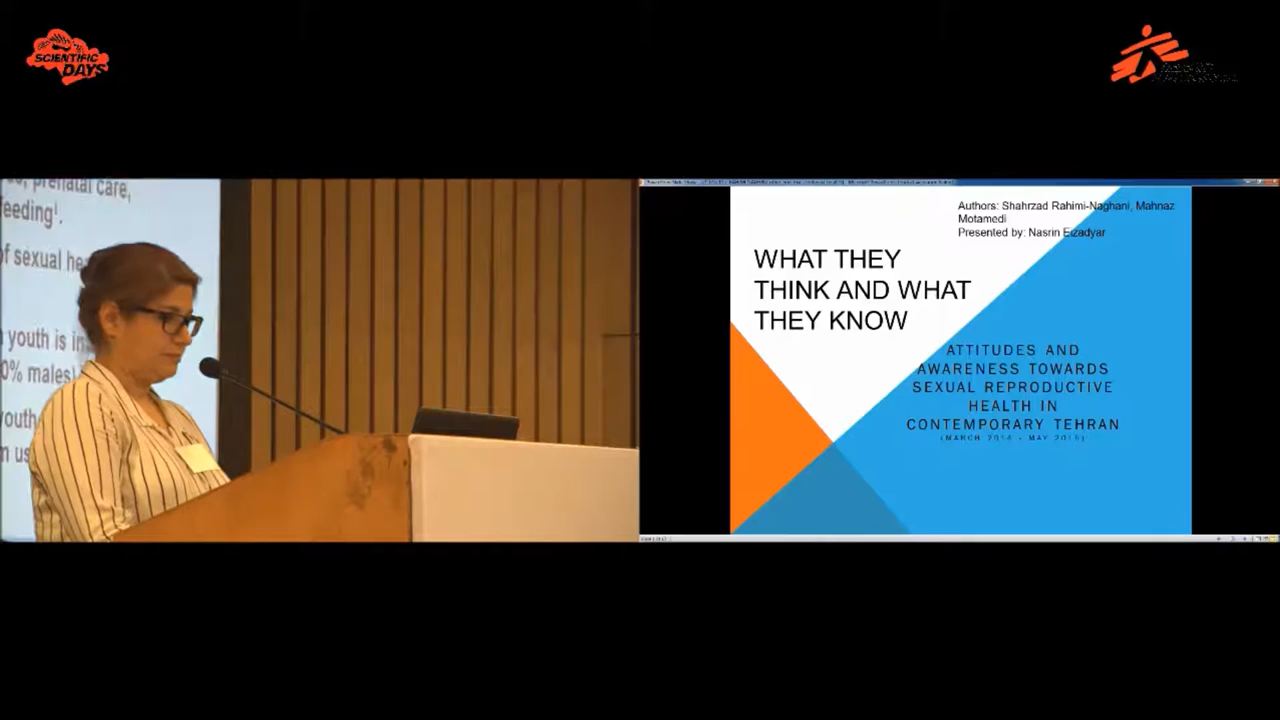 SCIENTIFIC
DAYS
prenatal care,
feeding¹.
of sexual hea
youth is in
0% males)
youth
m us
Authors: Shahrzad Rahimi-Naghani, Mahnaz
Motamedi
Presented by: Nasrin Eizadyar
WHAT THEY
THINK AND WHAT
THEY KNOW
ATTITUDES AND
AWARENESS TOWARDS
SEXUAL REPRODUCTIVE
HEALTH IN
CONTEMPORARY TEHRAN